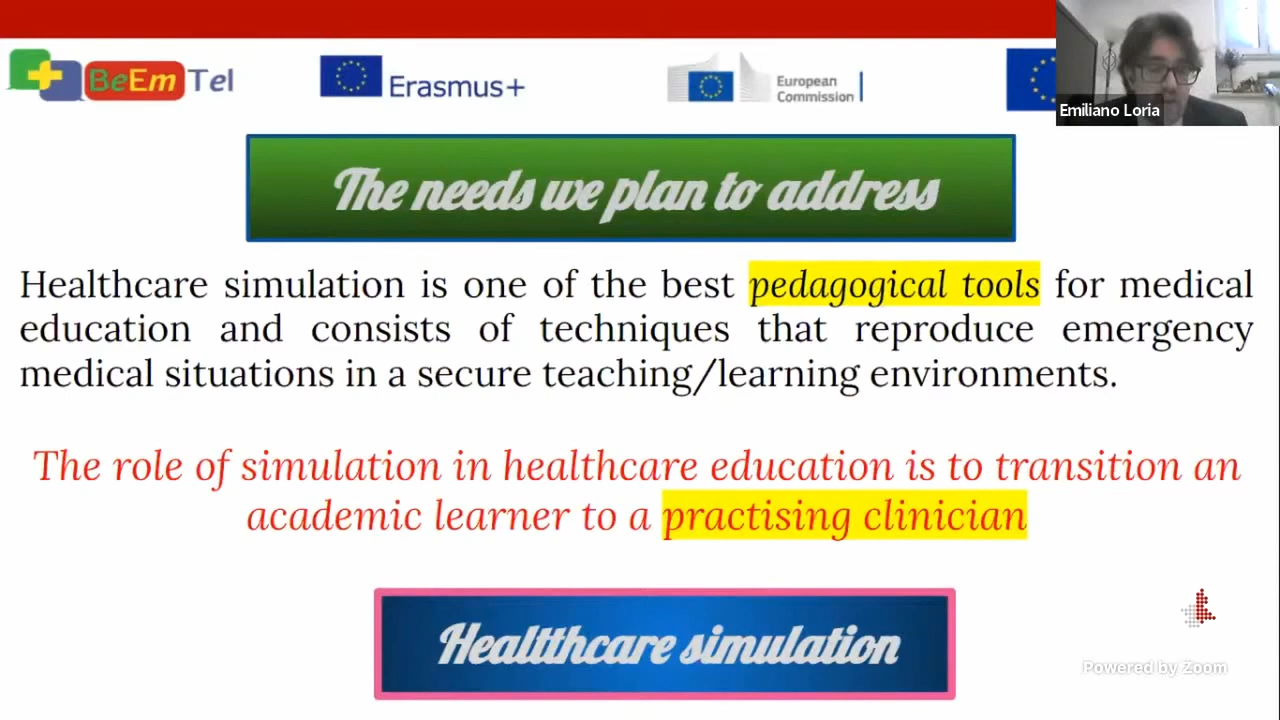 BeEmTel
Erasmus+
European
Commission
Emiliano Loria
The needs we plan to address
Healthcare simulation is one of the best pedagogical tools for medical
education and consists of techniques that reproduce emergency
medical situations in a secure teaching/learning environments.
The role of simulation in healthcare education is to transition an
academic learner to a practising clinician
Healtthcare simulation
Powered by Zoom